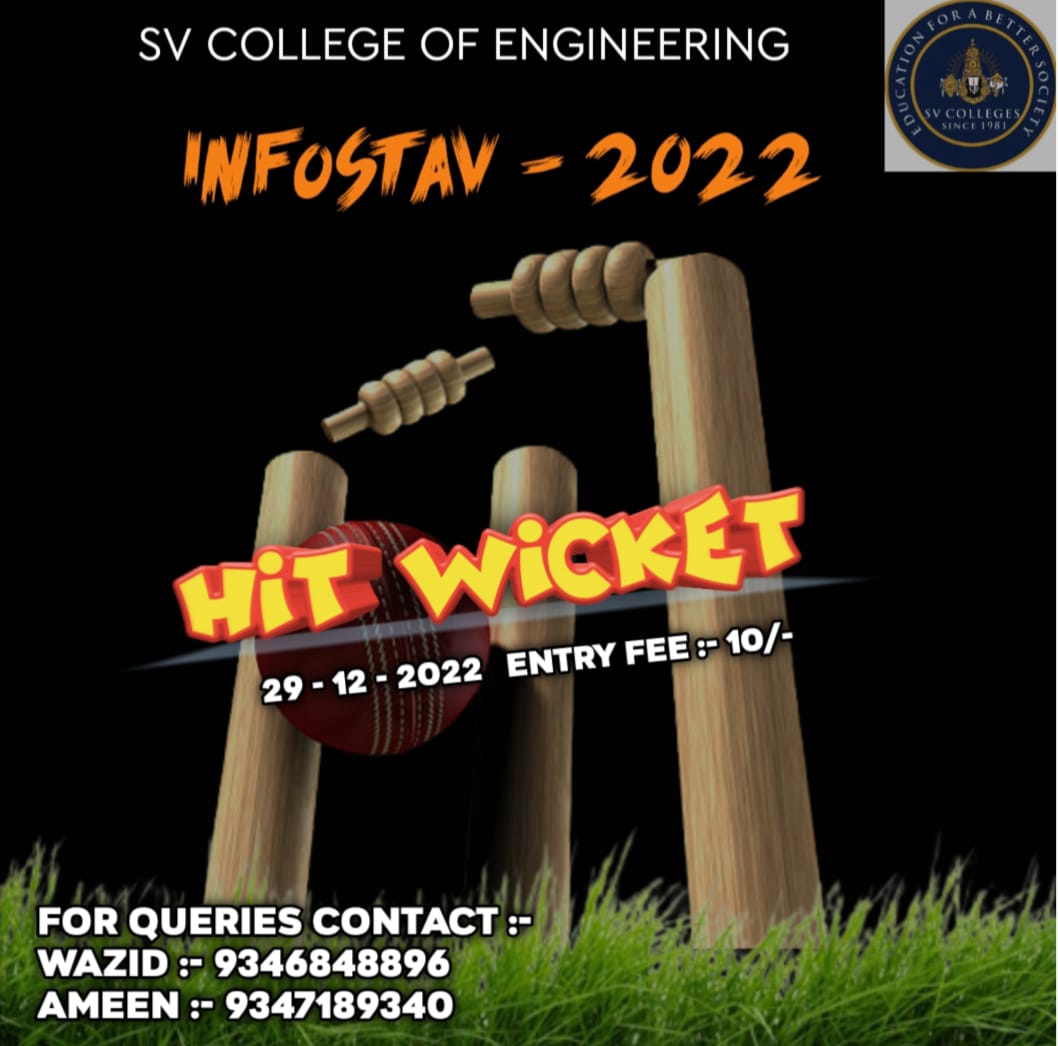 SV COLLEGE OF ENGINEERING
EDUCATION FOR A BETTER SOCIETY
SV COLLEGES
SINCE 1981
INFOSTAV - 2022
HiT WiCKET
29 - 12 - 2022 ENTRY FEE :- 10/-
FOR QUERIES CONTACT :-
WAZID :- 9346848896
AMEEN :- 9347189340